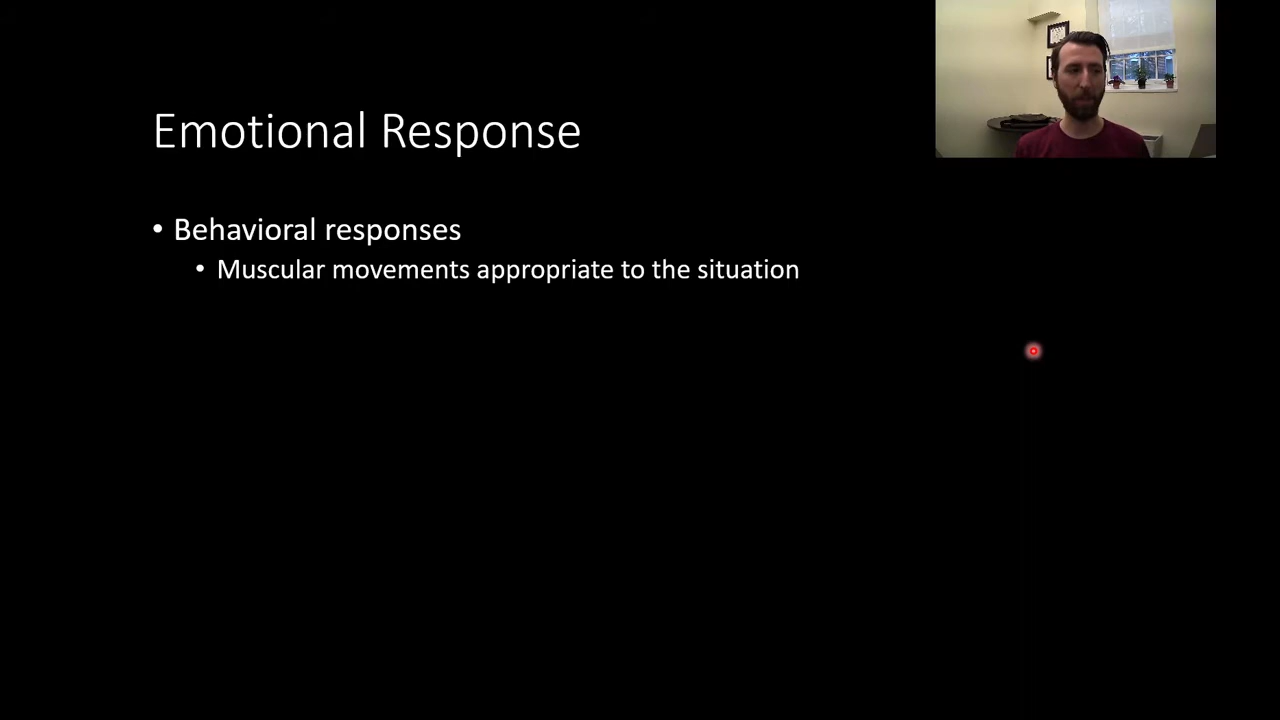 Emotional Response
• Behavioral responses
• Muscular movements appropriate to the situation